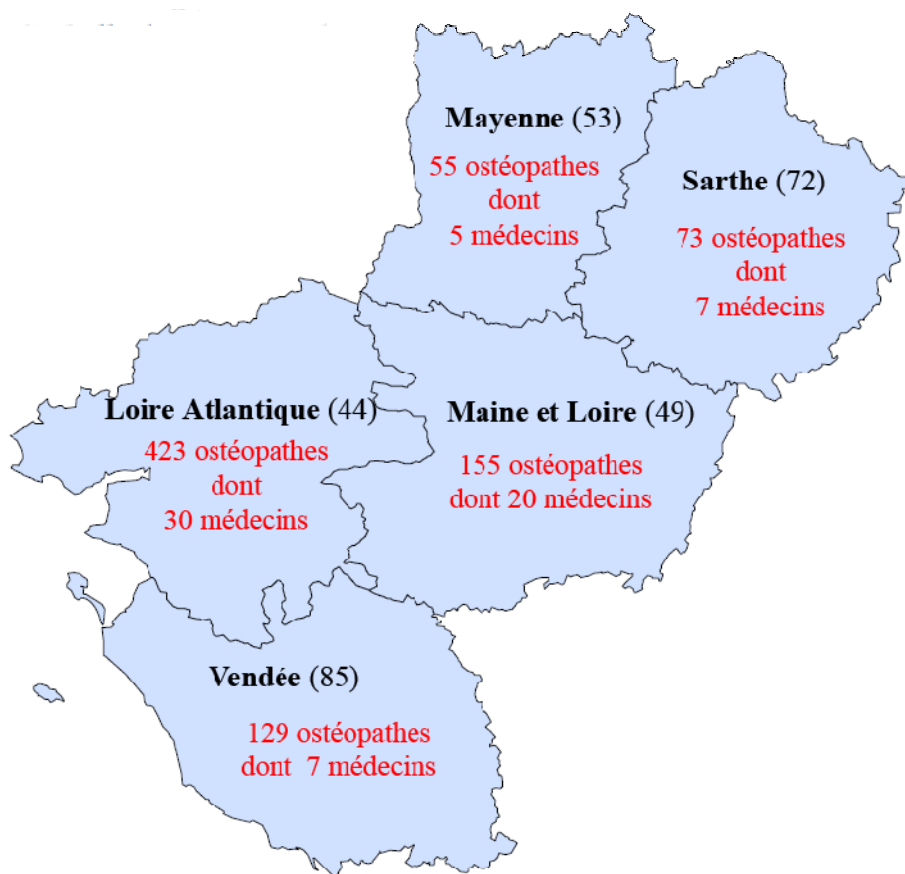 Mayenne (53)
55 ostéopathes
dont
5 médecins
Sarthe (72)
73 ostéopathes
dont
7 médecins
Loire Atlantique (44)
423 ostéopathes
dont
30 médecins
Maine et Loire (49)
155 ostéopathes
dont 20 médecins
Vendée (85)
129 ostéopathes
dont 7 médecins